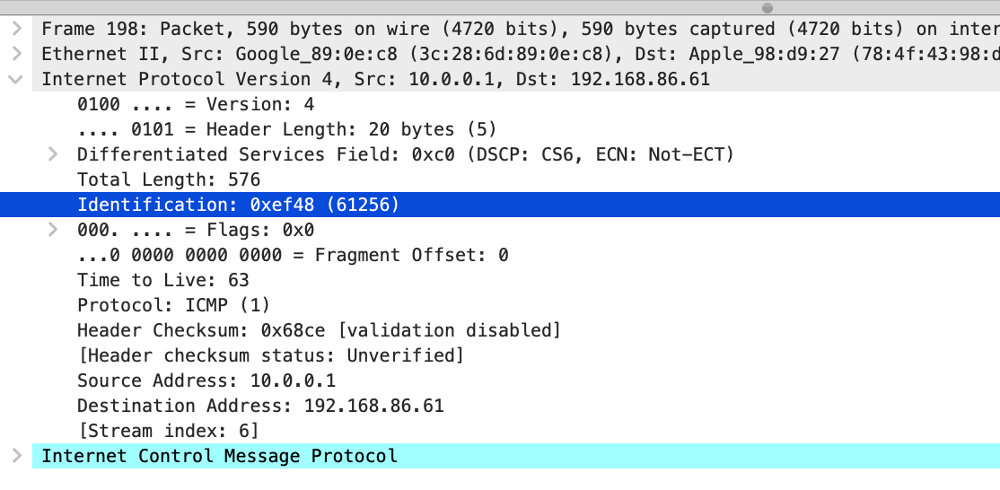 Frame 198: Packet, 590 bytes on wire (4720 bits), 590 bytes captured (4720 bits) on
Ethernet II, Src: Google_89:0e:c8 (3c:28:6d:89:0e:c8), Dst: Apple_98:d9:27 (78:4f:43:98:
Internet Protocol Version 4, Src: 10.0.0.1, Dst: 192.168.86.61
0100 .... = Version: 4
.... 0101 = Header Length: 20 bytes (5)
Differentiated Services Field: 0xc0 (DSCP: CS6, ECN: Not-ECT)
Total Length: 576
Identification: 0xef48 (61256)
000. .... = Flags: 0x0
...0 0000 0000 0000 = Fragment Offset: 0
Time to Live: 63
Protocol: ICMP (1)
Header Checksum: 0x68ce [validation disabled]
[Header checksum status: Unverified]
Source Address: 10.0.0.1
Destination Address: 192.168.86.61
[Stream index: 6]
Internet Control Message Protocol